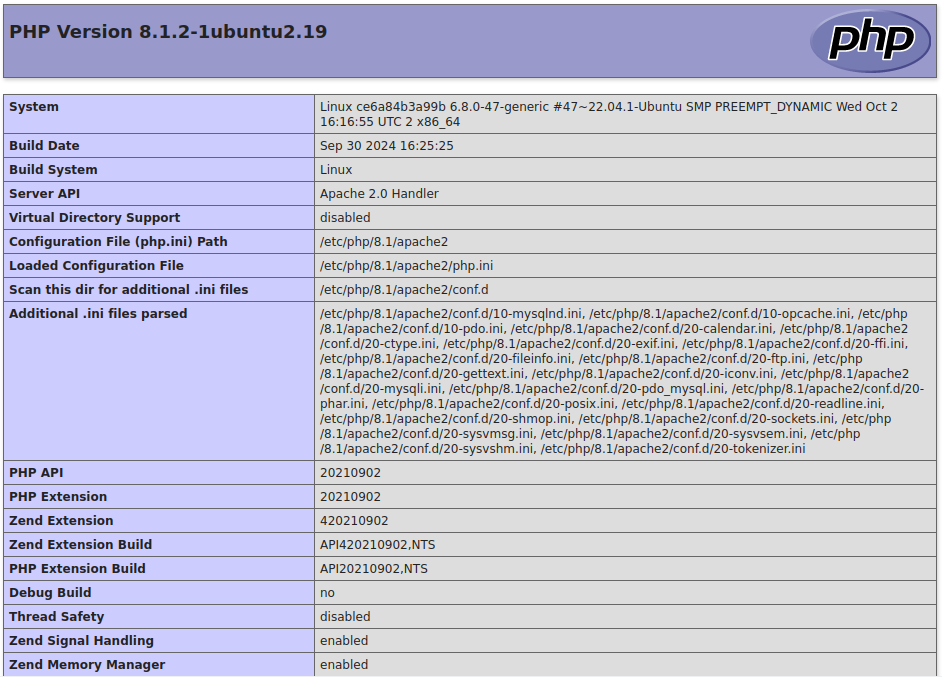 PHP Version 8.1.2-1ubuntu2.19
php
System
Linux ce6a84b3a99b 6.8.0-47-generic #47~22.04.1-Ubuntu SMP PREEMPT_DYNAMIC Wed Oct 2
16:16:55 UTC 2 x86_64
Build Date
Sep 30 2024 16:25:25
Build System
Linux
Server API
Apache 2.0 Handler
Virtual Directory Support
disabled
Configuration File (php.ini) Path
/etc/php/8.1/apache2
Loaded Configuration File
/etc/php/8.1/apache2/php.ini
Scan this dir for additional .ini files
/etc/php/8.1/apache2/conf.d
Additional .ini files parsed
/etc/php/8.1/apache2/conf.d/10-mysqlnd.ini, /etc/php/8.1/apache2/conf.d/10-opcache.ini, /etc/php
/8.1/apache2/conf.d/10-pdo.ini, /etc/php/8.1/apache2/conf.d/20-calendar.ini, /etc/php/8.1/apache2
/conf.d/20-ctype.ini, /etc/php/8.1/apache2/conf.d/20-exif.ini, /etc/php/8.1/apache2/conf.d/20-ffi.ini,
/etc/php/8.1/apache2/conf.d/20-fileinfo.ini, /etc/php/8.1/apache2/conf.d/20-ftp.ini, /etc/php
/8.1/apache2/conf.d/20-gettext.ini, /etc/php/8.1/apache2/conf.d/20-iconv.ini, /etc/php/8.1/apache2
/conf.d/20-mysqli.ini, /etc/php/8.1/apache2/conf.d/20-pdo_mysql.ini, /etc/php/8.1/apache2/conf.d/20-
phar.ini, /etc/php/8.1/apache2/conf.d/20-posix.ini, /etc/php/8.1/apache2/conf.d/20-readline.ini,
/etc/php/8.1/apache2/conf.d/20-shmop.ini, /etc/php/8.1/apache2/conf.d/20-sockets.ini, /etc/php
/8.1/apache2/conf.d/20-sysvmsg.ini, /etc/php/8.1/apache2/conf.d/20-sysvsem.ini, /etc/php
/8.1/apache2/conf.d/20-sysvshm.ini, /etc/php/8.1/apache2/conf.d/20-tokenizer.ini
PHP API
20210902
PHP Extension
20210902
Zend Extension
420210902
Zend Extension Build
API420210902,NTS
PHP Extension Build
API20210902,NTS
Debug Build
no
Thread Safety
disabled
Zend Signal Handling
enabled
Zend Memory Manager
enabled